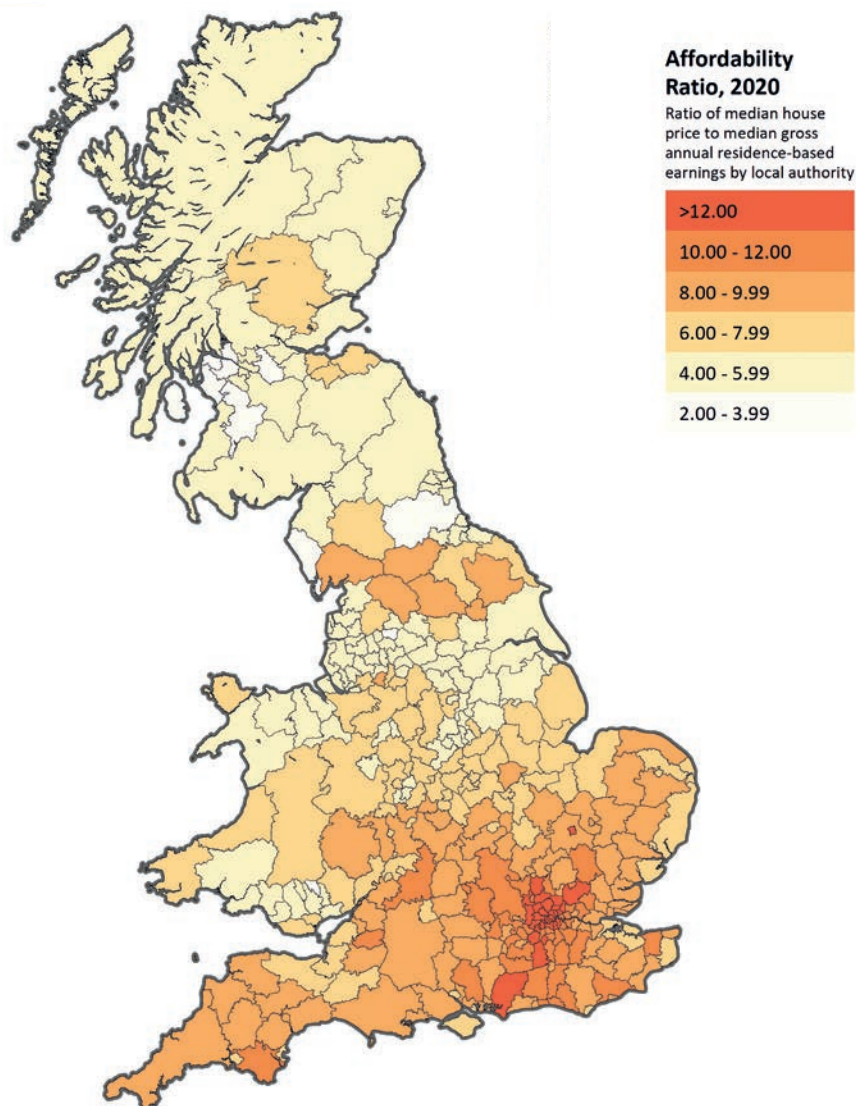 Affordability
Ratio, 2020
Ratio of median house
price to median gross
annual residence-based
earnings by local authority
>12.00
10.00 - 12.00
8.00 - 9.99
6.00 - 7.99
4.00 - 5.99
2.00 - 3.99